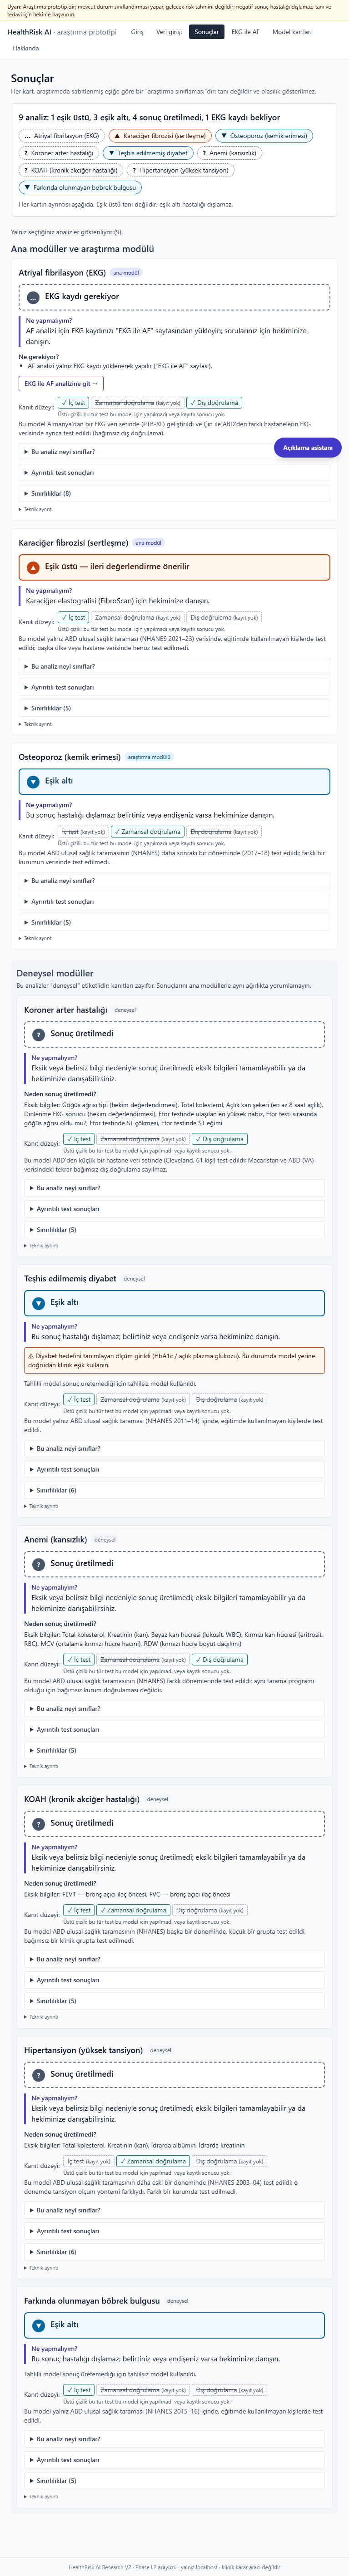 Uyarı: Araştırma prototipidir; mevcut durum sınıflandırması yapar, gelecek risk tahmini değildir; negatif sonuç hastalığı dışlamaz; tanı ve
tedavi için hekime başvurun.
HealthRisk AI · araştırma prototipi
Giriş
Veri girişi
Sonuçlar
EKG ile AF
Model kartları
Hakkında
Sonuçlar
Her kart, araştırmada sabitlenmiş eşiğe göre bir "araştırma sınıflaması"dır: tanı değildir ve olasılık gösterilmez.
9 analiz: 1 eşik üstü, 3 eşik altı, 4 sonuç üretilmedi, 1 EKG kaydı bekliyor
… Atriyal fibrilasyon (EKG)
▲ Karaciğer fibrozisi (sertleşme)
▼ Osteoporoz (kemik erimesi)
? Koroner arter hastalığı
▼ Teşhis edilmemiş diyabet
? Anemi (kansızlık)
? KOAH (kronik akciğer hastalığı)
? Hipertansiyon (yüksek tansiyon)
▼ Farkında olunmayan böbrek bulgusu
Her kartın ayrıntısı aşağıda. Eşik üstü tanı değildir; eşik altı hastalığı dışlamaz.
Yalnız seçtiğiniz analizler gösteriliyor (9).
Ana modüller ve araştırma modülü
Atriyal fibrilasyon (EKG) ana modül
… EKG kaydı gerekiyor
Ne yapmalıyım?
AF analizi için EKG kaydınızı "EKG ile AF" sayfasından yükleyin; sorularınız için hekiminize
danışın.
Ne gerekiyor?
• AF analizi yalnız EKG kaydı yüklenerek yapılır ("EKG ile AF" sayfası).
EKG ile AF analizine git →
Kanıt düzeyi: ✓ İç test Zamansal doğrulama (kayıt yok) ✓ Dış doğrulama
Üstü çizili: bu tür test bu model için yapılmadı veya kayıtlı sonucu yok.
Bu model Almanya'dan bir EKG veri setinde (PTB-XL) geliştirildi ve Çin ile ABD'den farklı hastanelerin EKG
verisinde ayrıca test edildi (bağımsız dış doğrulama).
Açıklama asistanı
▶ Bu analiz neyi sınıflar?
▶ Ayrıntılı test sonuçları
▶ Sınırlılıklar (8)
▶ Teknik ayrıntı
Karaciğer fibrozisi (sertleşme) ana modül
▲ Eşik üstü — ileri değerlendirme önerilir
Ne yapmalıyım?
Karaciğer elastografisi (FibroScan) için hekiminize danışın.
Kanıt düzeyi: ✓ İç test Zamansal doğrulama (kayıt yok) Dış doğrulama (kayıt yok)
Üstü çizili: bu tür test bu model için yapılmadı veya kayıtlı sonucu yok.
Bu model yalnız ABD ulusal sağlık taraması (NHANES 2021–23) verisinde, eğitimde kullanılmayan kişilerde test
edildi; başka ülke veya hastane verisinde henüz test edilmedi.
▶ Bu analiz neyi sınıflar?
▶ Ayrıntılı test sonuçları
▶ Sınırlılıklar (5)
▶ Teknik ayrıntı
Osteoporoz (kemik erimesi) araştırma modülü
▼ Eşik altı
Ne yapmalıyım?
Bu sonuç hastalığı dışlamaz; belirtiniz veya endişeniz varsa hekiminize danışın.
Kanıt düzeyi: İç test (kayıt yok) ✓ Zamansal doğrulama Dış doğrulama (kayıt yok)
Üstü çizili: bu tür test bu model için yapılmadı veya kayıtlı sonucu yok.
Bu model ABD ulusal sağlık taramasının (NHANES) daha sonraki bir döneminde (2017–18) test edildi; farklı bir
kurumun verisinde test edilmedi.
▶ Bu analiz neyi sınıflar?
▶ Ayrıntılı test sonuçları
▶ Sınırlılıklar (5)
▶ Teknik ayrıntı
Deneysel modüller
Bu analizler "deneysel" etiketlidir: kanıtları zayıftır. Sonuçlarını ana modüllerle aynı ağırlıkta yorumlamayın.
Koroner arter hastalığı deneysel
? Sonuç üretilmedi
Ne yapmalıyım?
Eksik veya belirsiz bilgi nedeniyle sonuç üretilmedi; eksik bilgileri tamamlayabilir ya da
hekiminize danışabilirsiniz.
Neden sonuç üretilmedi?
Eksik bilgiler: Göğüs ağrısı tipi (hekim değerlendirmesi), Total kolesterol, Açlık kan şekeri (en az 8 saat açlık),
Dinlenme EKG sonucu (hekim değerlendirmesi), Efor testinde ulaşılan en yüksek nabız, Efor testi sırasında
göğüs ağrısı oldu mu?, Efor testinde ST çökmesi, Efor testinde ST eğimi
Kanıt düzeyi: ✓ İç test Zamansal doğrulama (kayıt yok) ✓ Dış doğrulama
Üstü çizili: bu tür test bu model için yapılmadı veya kayıtlı sonucu yok.
Bu model ABD'den küçük bir hastane veri setinde (Cleveland, 61 kişi) test edildi; Macaristan ve ABD (VA)
verisindeki tekrar bağımsız dış doğrulama sayılmaz.
▶ Bu analiz neyi sınıflar?
▶ Ayrıntılı test sonuçları
▶ Sınırlılıklar (5)
▶ Teknik ayrıntı
Teşhis edilmemiş diyabet deneysel
▼ Eşik altı
Ne yapmalıyım?
Bu sonuç hastalığı dışlamaz; belirtiniz veya endişeniz varsa hekiminize danışın.
⚠ Diyabet hedefini tanımlayan ölçüm girildi (HbA1c / açlık plazma glukozu). Bu durumda model yerine
doğrudan klinik eşik kullanın.
Tahlilli model sonuç üretemediği için tahlilsiz model kullanıldı.
Kanıt düzeyi: ✓ İç test Zamansal doğrulama (kayıt yok) Dış doğrulama (kayıt yok)
Üstü çizili: bu tür test bu model için yapılmadı veya kayıtlı sonucu yok.
Bu model yalnız ABD ulusal sağlık taraması (NHANES 2011–14) içinde, eğitimde kullanılmayan kişilerde test
edildi.
▶ Bu analiz neyi sınıflar?
▶ Ayrıntılı test sonuçları
▶ Sınırlılıklar (6)
▶ Teknik ayrıntı
Anemi (kansızlık) deneysel
? Sonuç üretilmedi
Ne yapmalıyım?
Eksik veya belirsiz bilgi nedeniyle sonuç üretilmedi; eksik bilgileri tamamlayabilir ya da
hekiminize danışabilirsiniz.
Neden sonuç üretilmedi?
Eksik bilgiler: Total kolesterol, Kreatinin (kan), Beyaz kan hücresi (lökosit, WBC), Kırmızı kan hücresi (eritrosit,
RBC), MCV (ortalama kırmızı hücre hacmi), RDW (kırmızı hücre boyut dağılımı)
Kanıt düzeyi: ✓ İç test Zamansal doğrulama (kayıt yok) ✓ Dış doğrulama
Üstü çizili: bu tür test bu model için yapılmadı veya kayıtlı sonucu yok.
Bu model ABD ulusal sağlık taramasının (NHANES) farklı dönemlerinde test edildi; aynı tarama programı
olduğu için bağımsız kurum doğrulaması değildir.
▶ Bu analiz neyi sınıflar?
▶ Ayrıntılı test sonuçları
▶ Sınırlılıklar (5)
▶ Teknik ayrıntı
KOAH (kronik akciğer hastalığı) deneysel
? Sonuç üretilmedi
Ne yapmalıyım?
Eksik veya belirsiz bilgi nedeniyle sonuç üretilmedi; eksik bilgileri tamamlayabilir ya da
hekiminize danışabilirsiniz.
Neden sonuç üretilmedi?
Eksik bilgiler: FEV1 — bronş açıcı ilaç öncesi, FVC — bronş açıcı ilaç öncesi
Kanıt düzeyi: ✓ İç test ✓ Zamansal doğrulama Dış doğrulama (kayıt yok)
Üstü çizili: bu tür test bu model için yapılmadı veya kayıtlı sonucu yok.
Bu model ABD ulusal sağlık taramasının (NHANES) başka bir döneminde, küçük bir grupta test edildi;
bağımsız bir klinik grupta test edilmedi.
▶ Bu analiz neyi sınıflar?
▶ Ayrıntılı test sonuçları
▶ Sınırlılıklar (5)
▶ Teknik ayrıntı
Hipertansiyon (yüksek tansiyon) deneysel
? Sonuç üretilmedi
Ne yapmalıyım?
Eksik veya belirsiz bilgi nedeniyle sonuç üretilmedi; eksik bilgileri tamamlayabilir ya da
hekiminize danışabilirsiniz.
Neden sonuç üretilmedi?
Eksik bilgiler: Total kolesterol, Kreatinin (kan), İdrarda albümin, İdrarda kreatinin
Kanıt düzeyi: İç test (kayıt yok) ✓ Zamansal doğrulama Dış doğrulama (kayıt yok)
Üstü çizili: bu tür test bu model için yapılmadı veya kayıtlı sonucu yok.
Bu model ABD ulusal sağlık taramasının daha eski bir döneminde (NHANES 2003–04) test edildi; o
dönemde tansiyon ölçüm yöntemi farklıydı. Farklı bir kurumda test edilmedi.
▶ Bu analiz neyi sınıflar?
▶ Ayrıntılı test sonuçları
▶ Sınırlılıklar (6)
▶ Teknik ayrıntı
Farkında olunmayan böbrek bulgusu deneysel
▼ Eşik altı
Ne yapmalıyım?
Bu sonuç hastalığı dışlamaz; belirtiniz veya endişeniz varsa hekiminize danışın.
Tahlilli model sonuç üretemediği için tahlilsiz model kullanıldı.
Kanıt düzeyi: ✓ İç test Zamansal doğrulama (kayıt yok) Dış doğrulama (kayıt yok)
Üstü çizili: bu tür test bu model için yapılmadı veya kayıtlı sonucu yok.
Bu model yalnız ABD ulusal sağlık taraması (NHANES 2015–16) içinde, eğitimde kullanılmayan kişilerde test
edildi.
▶ Bu analiz neyi sınıflar?
▶ Ayrıntılı test sonuçları
▶ Sınırlılıklar (5)
▶ Teknik ayrıntı
HealthRisk AI Research V2 · Phase L2 arayüzü · yalnız localhost · klinik karar aracı değildir